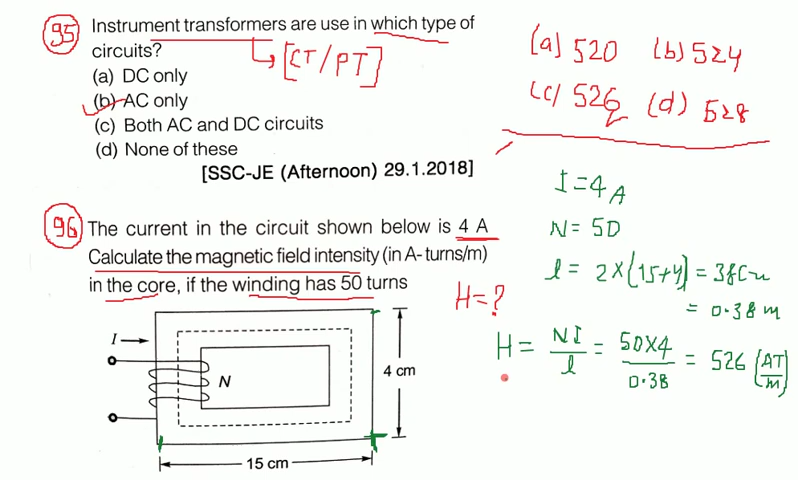 95
Instrument transformers are use in which type of
circuits?
[CT/PT]
(a) DC only
(b) AC only
(c) Both AC and DC circuits
(d) None of these
[SSC-JE (Afternoon) 29.1.2018]
(a) 520 (b) 524
(c) 526 (d) 528
96
The current in the circuit shown below is 4 A
Calculate the magnetic field intensity (in A- turns/m)
in the core, if the winding has 50 turns
H=?
I
N
4 cm
15 cm
I=4A
N= 50
l = 2×(15+4) = 38cm
= 0.38 m
H = NI/l = 50×4/0.38 = 526 (AT/m)